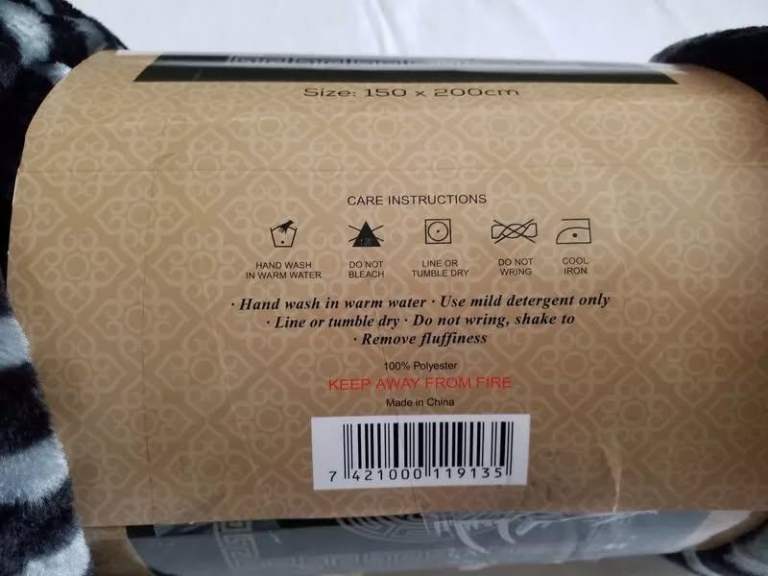 Size: 150 x 200cm
CARE INSTRUCTIONS
HAND WASH
IN WARM WATER
DO NOT
BLEACH
LINE OR
TUMBLE DRY
DO NOT
WRING
COOL
IRON
· Hand wash in warm water · Use mild detergent only
· Line or tumble dry · Do not wring, shake to
· Remove fluffiness
100% Polyester
KEEP AWAY FROM FIRE
Made in China
7 421000 119135